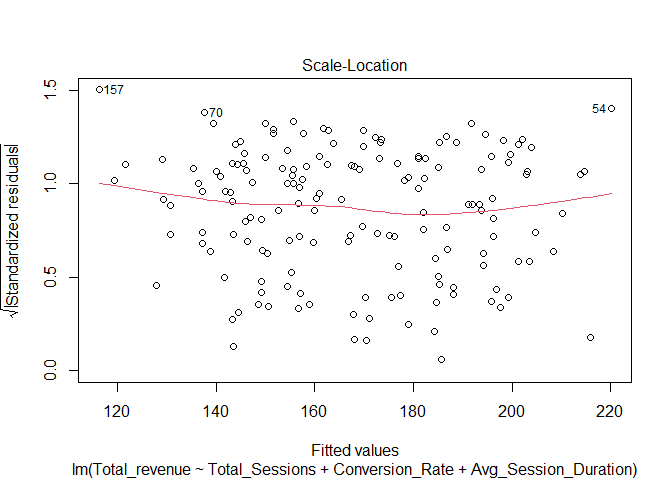 Scale-Location
√|Standardized residuals|
1.5
1.0
0.5
0.0
157
70
54
120 140 160 180 200 220
Fitted values
lm(Total_revenue ~ Total_Sessions + Conversion_Rate + Avg_Session_Duration)